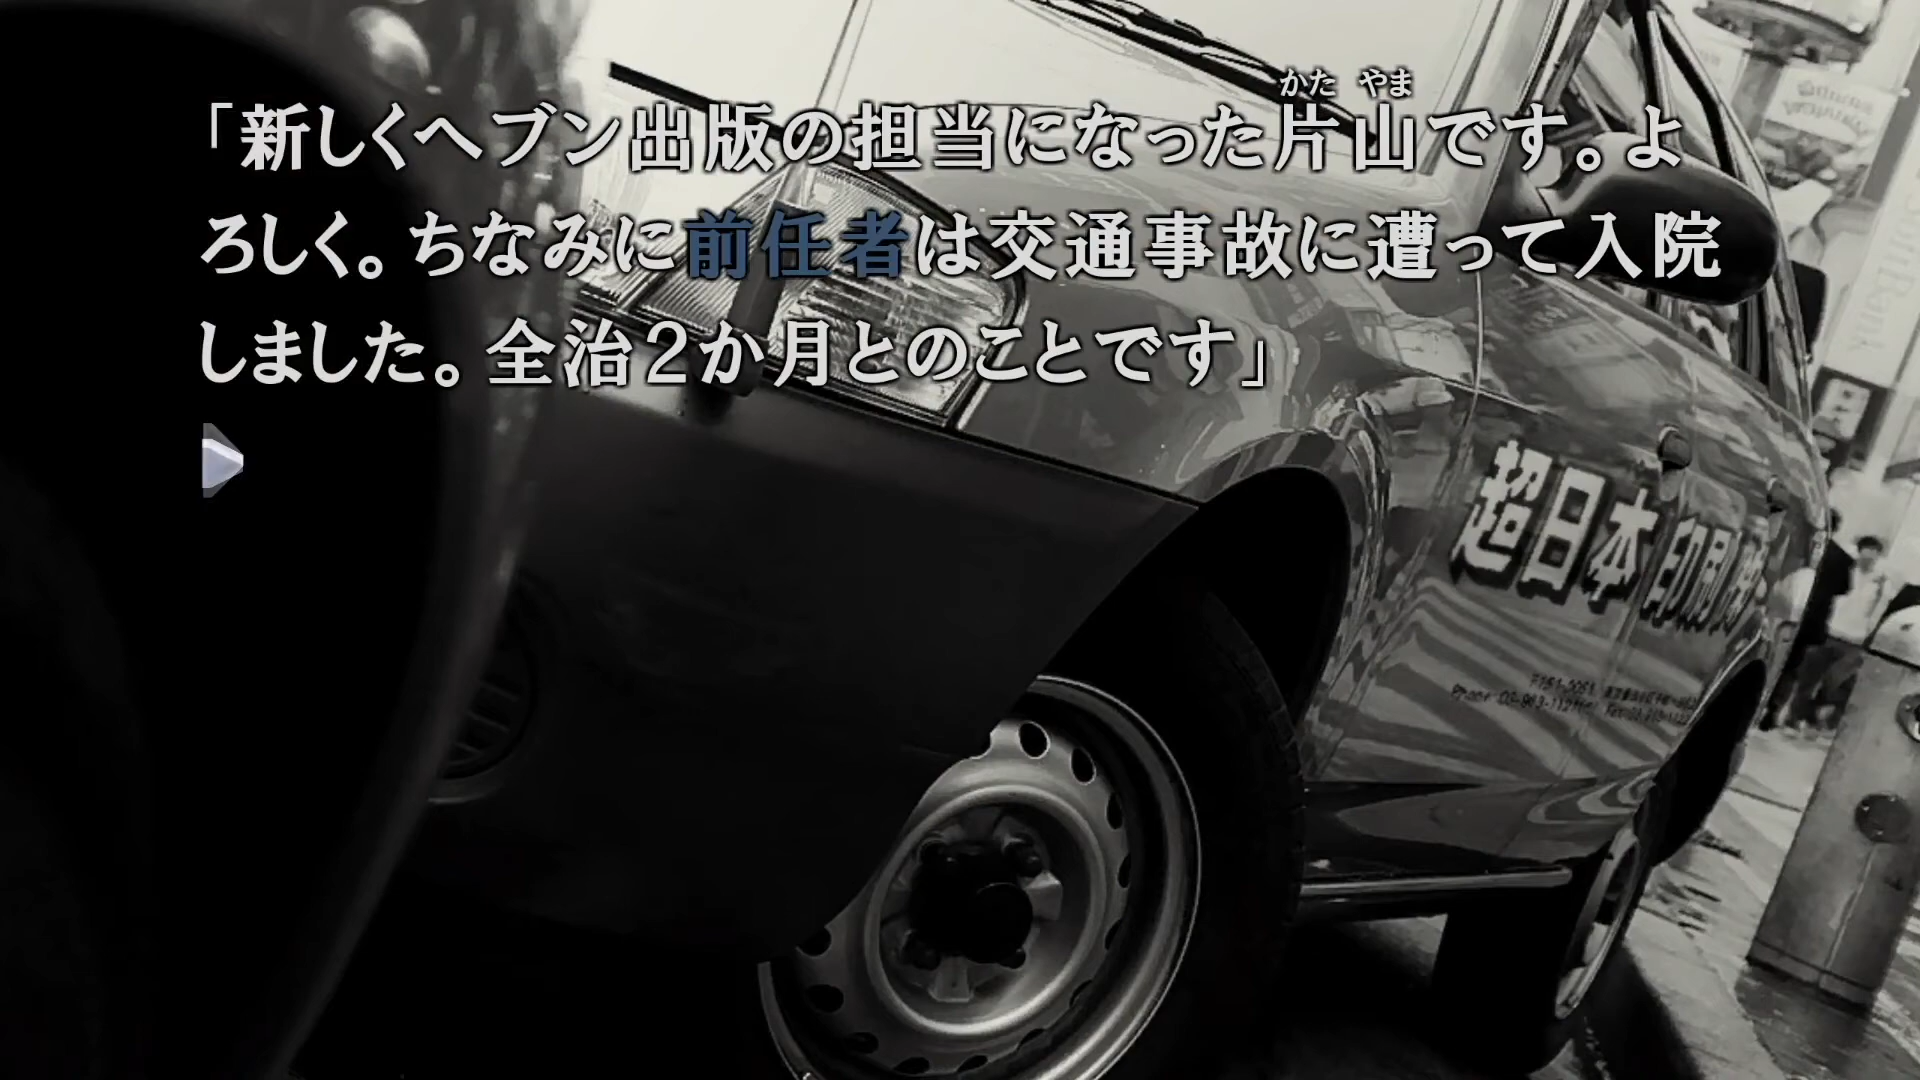 「新しくヘブン出版の担当になった片山です。よ
かた やま
ろしく。ちなみに前任者は交通事故に遭って入院
しました。全治２か月とのことです」
超日本印刷